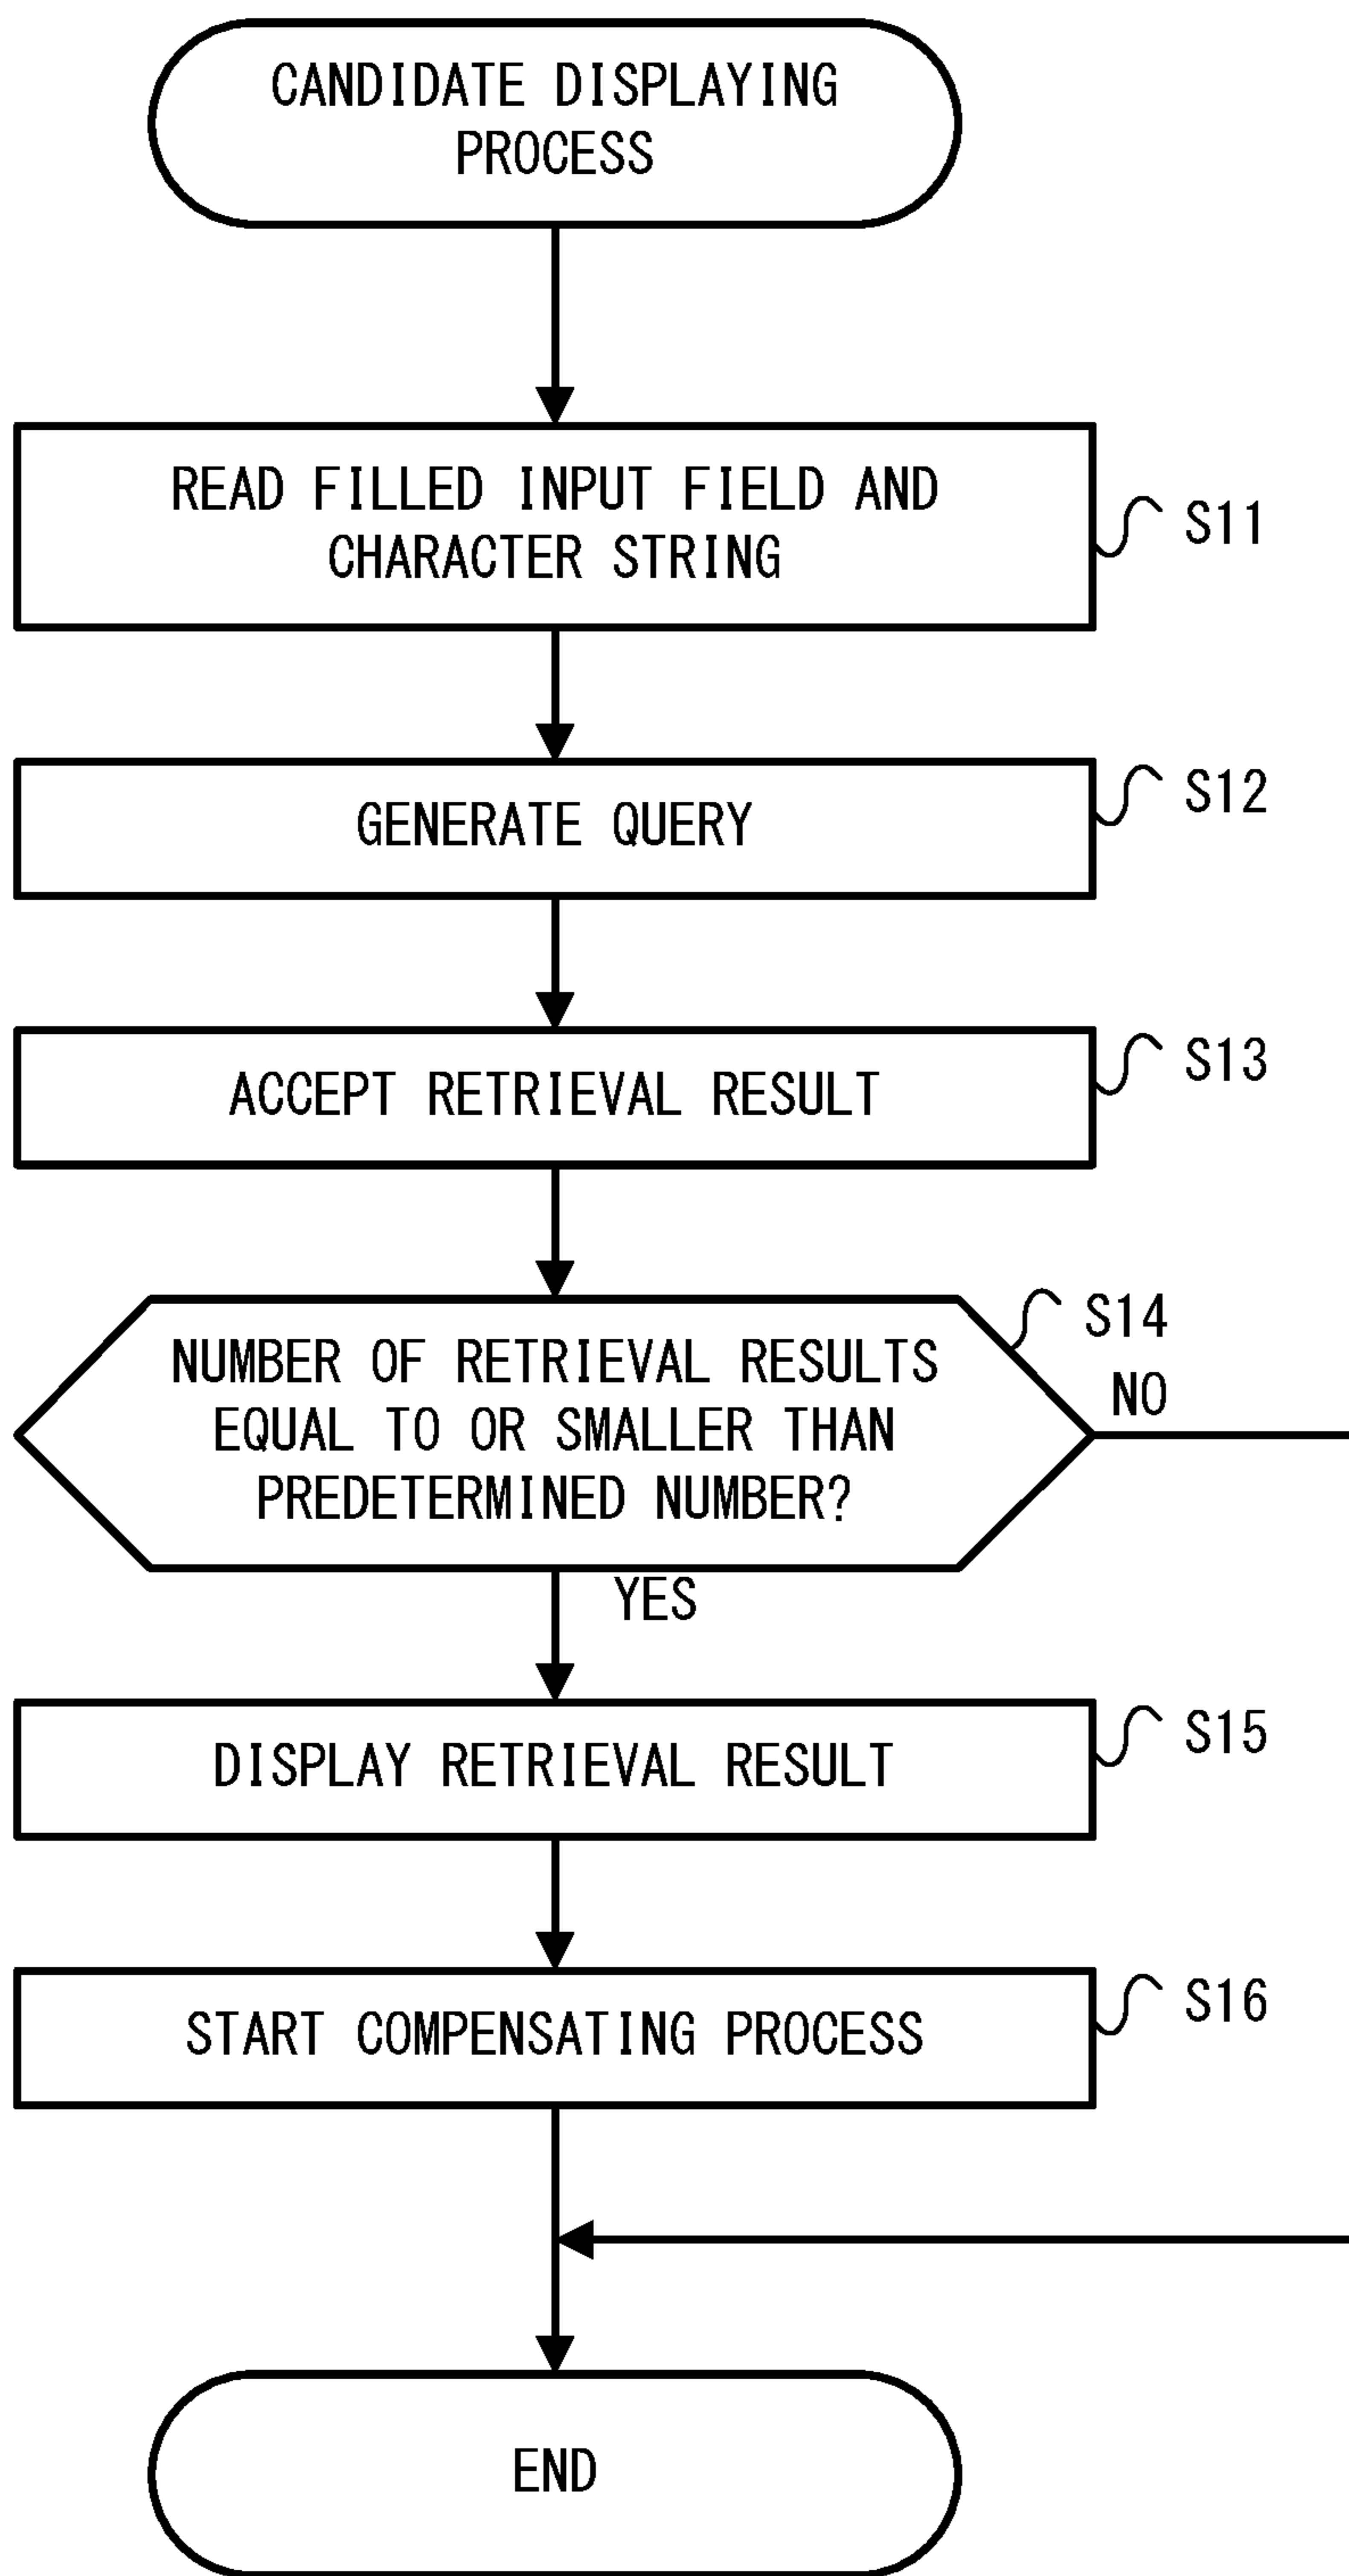 CANDIDATE DISPLAYING
PROCESS
READ FILLED INPUT FIELD AND
CHARACTER STRING
S11
GENERATE QUERY
S12
ACCEPT RETRIEVAL RESULT
S13
NUMBER OF RETRIEVAL RESULTS
EQUAL TO OR SMALLER THAN
PREDETERMINED NUMBER?
S14
NO
YES
DISPLAY RETRIEVAL RESULT
S15
START COMPENSATING PROCESS
S16
END